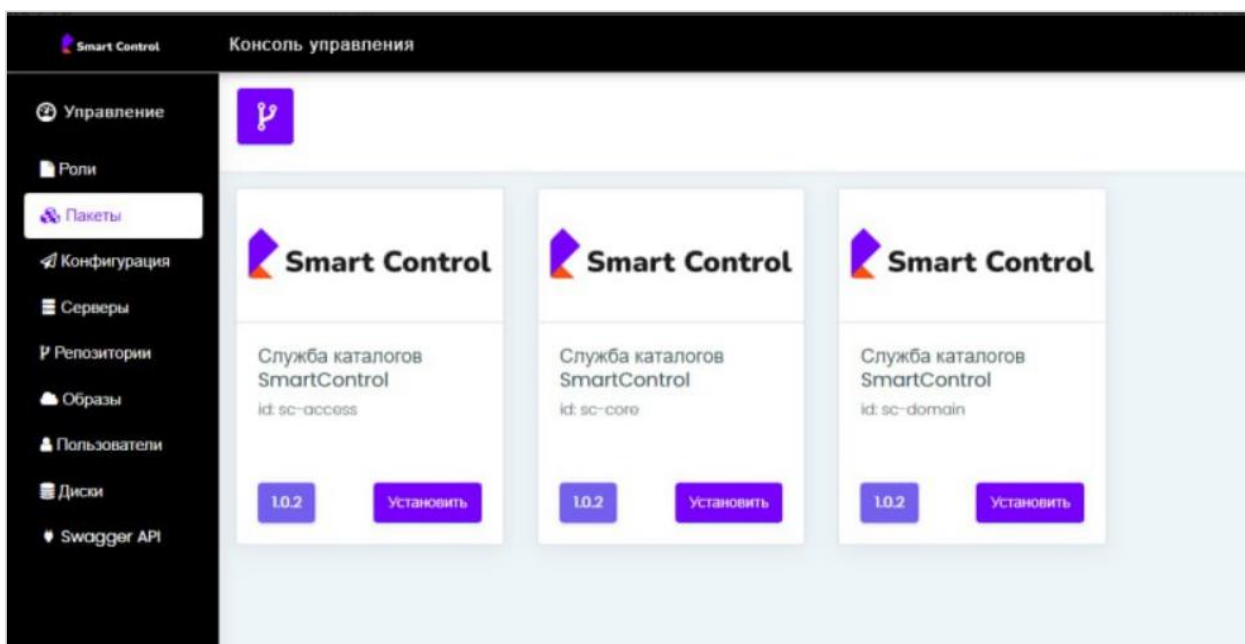 Smart Control
Консоль управления
Управление
Роли
Пакеты
Конфигурация
Серверы
Репозитории
Образы
Пользователи
Диски
Swagger API
Smart Control
Служба каталогов
SmartControl
id: sc-access
1.0.2
Установить
Smart Control
Служба каталогов
SmartControl
id: sc-core
1.0.2
Установить
Smart Control
Служба каталогов
SmartControl
id: sc-domain
1.0.2
Установить